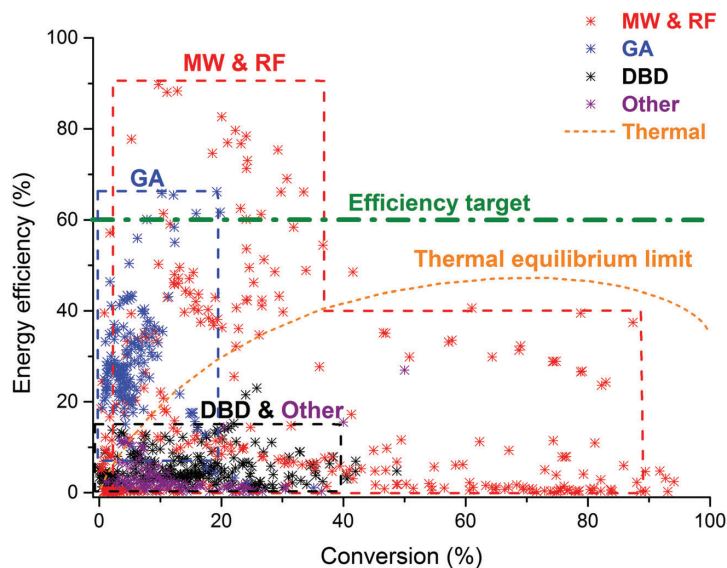 MW & RF
GA
DBD
Other
Thermal
100
80
60
40
20
0
Energy efficiency (%)
MW & RF
GA
Efficiency target
Thermal equilibrium limit
DBD & Other
0
20
40
60
80
100
Conversion (%)